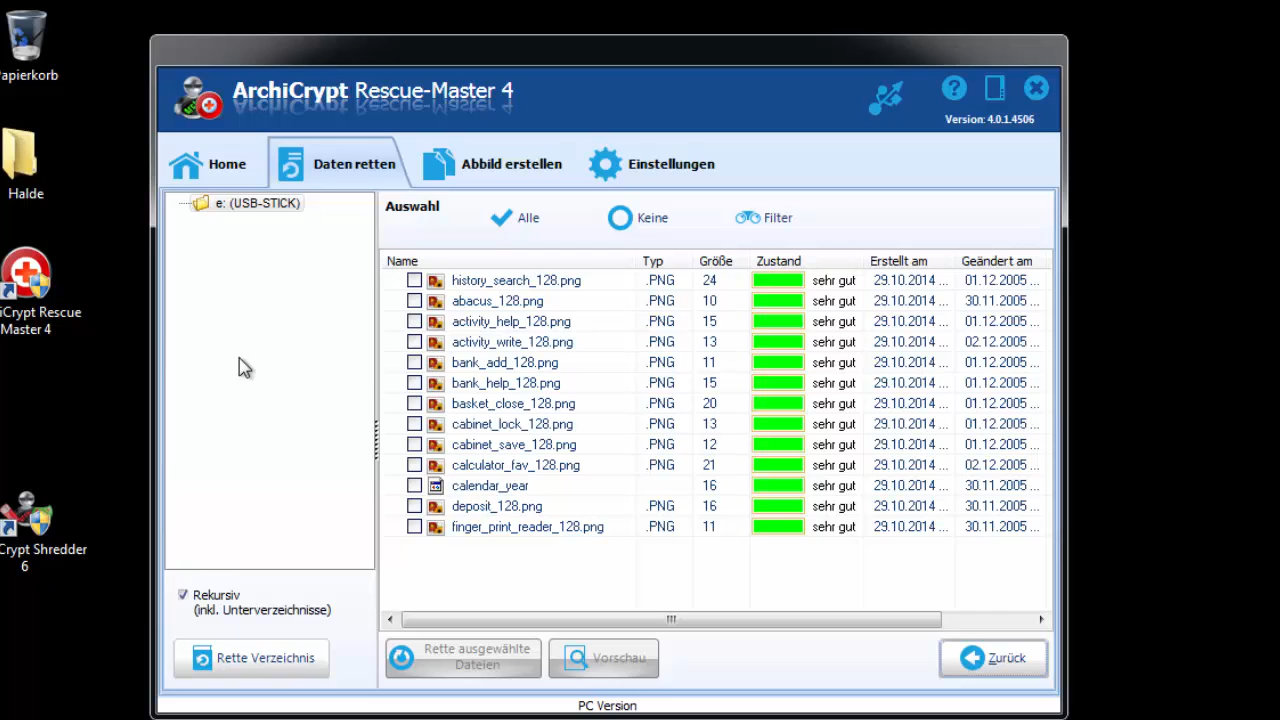 Papierkorb
Halde
iCrypt Rescue
Master 4
Crypt Shredder
6
ArchiCrypt Rescue-Master 4
Version: 4.0.1.4506
Home
Daten retten
Abbild erstellen
Einstellungen
e: (USB-STICK)
Auswahl
Alle
Keine
Filter
Name Typ Größe Zustand Erstellt am Geändert am
history_search_128.png .PNG 24 sehr gut 29.10.2014 ... 01.12.2005 ...
abacus_128.png .PNG 10 sehr gut 29.10.2014 ... 30.11.2005 ...
activity_help_128.png .PNG 15 sehr gut 29.10.2014 ... 01.12.2005 ...
activity_write_128.png .PNG 13 sehr gut 29.10.2014 ... 02.12.2005 ...
bank_add_128.png .PNG 11 sehr gut 29.10.2014 ... 01.12.2005 ...
bank_help_128.png .PNG 15 sehr gut 29.10.2014 ... 01.12.2005 ...
basket_close_128.png .PNG 20 sehr gut 29.10.2014 ... 01.12.2005 ...
cabinet_lock_128.png .PNG 13 sehr gut 29.10.2014 ... 01.12.2005 ...
cabinet_save_128.png .PNG 12 sehr gut 29.10.2014 ... 01.12.2005 ...
calculator_fav_128.png .PNG 21 sehr gut 29.10.2014 ... 02.12.2005 ...
calendar_year 16 sehr gut 29.10.2014 ... 30.11.2005 ...
deposit_128.png .PNG 16 sehr gut 29.10.2014 ... 30.11.2005 ...
finger_print_reader_128.png .PNG 11 sehr gut 29.10.2014 ... 30.11.2005 ...
Rekursiv
(inkl. Unterverzeichnisse)
Rette Verzeichnis
Rette ausgewählte
Dateien
Vorschau
Zurück
PC Version